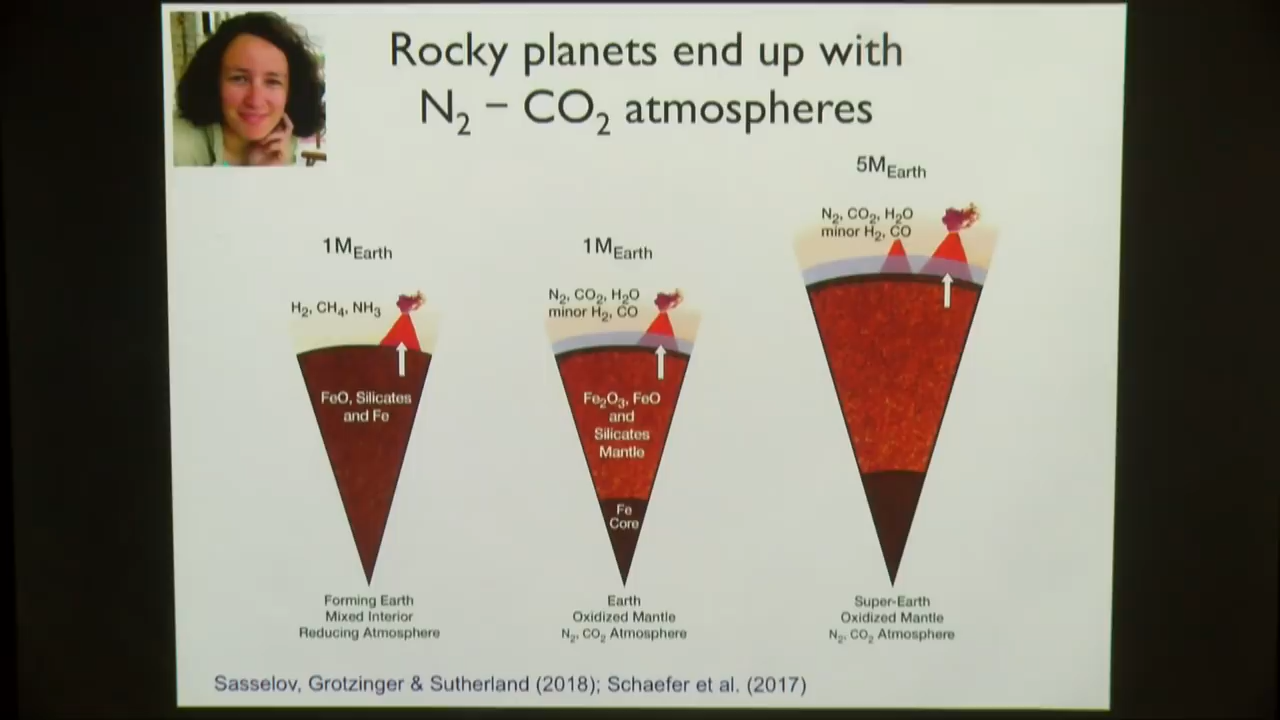 Rocky planets end up with
N₂ – CO₂ atmospheres
1M_Earth
H₂, CH₄, NH₃
FeO, Silicates
and Fe
Forming Earth
Mixed Interior
Reducing Atmosphere
1M_Earth
N₂, CO₂, H₂O
minor H₂, CO
Fe₂O₃, FeO
and
Silicates
Mantle
Fe
Core
Earth
Oxidized Mantle
N₂, CO₂ Atmosphere
5M_Earth
N₂, CO₂, H₂O
minor H₂, CO
Super-Earth
Oxidized Mantle
N₂, CO₂ Atmosphere
Sasselov, Grotzinger & Sutherland (2018); Schaefer et al. (2017)